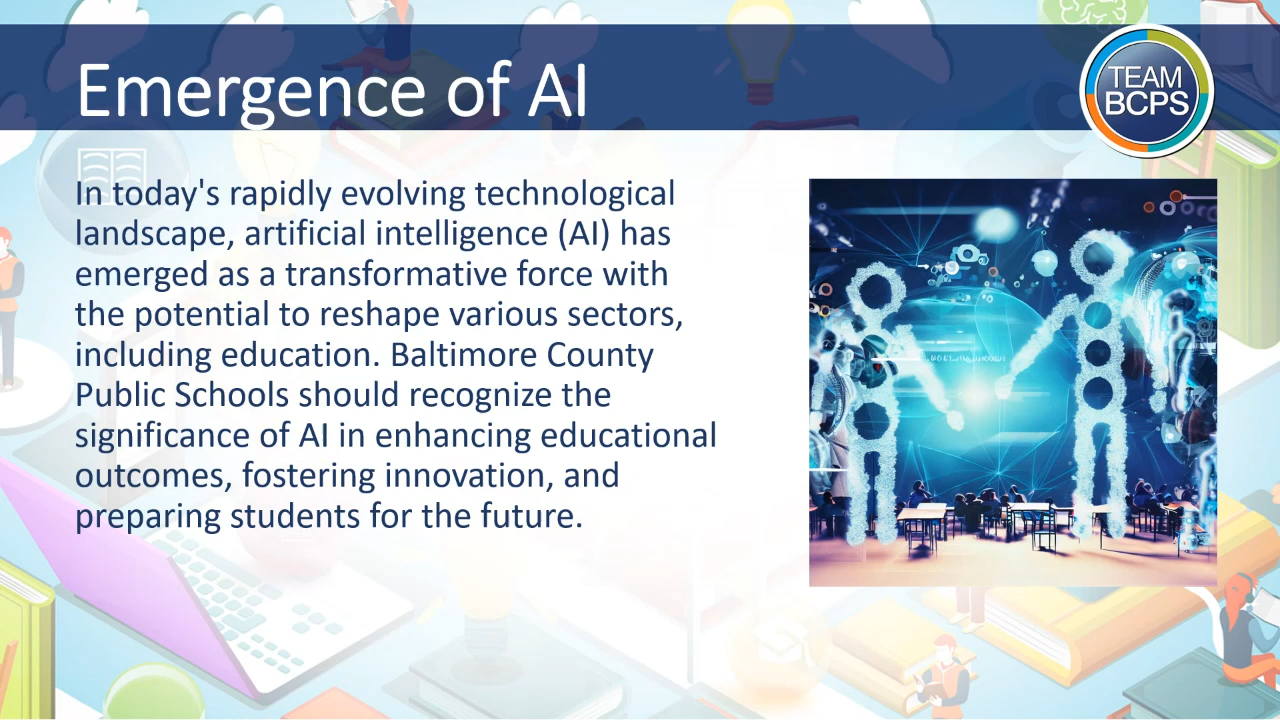 Emergence of AI
TEAM
BCPS
In today's rapidly evolving technological
landscape, artificial intelligence (AI) has
emerged as a transformative force with
the potential to reshape various sectors,
including education. Baltimore County
Public Schools should recognize the
significance of AI in enhancing educational
outcomes, fostering innovation, and
preparing students for the future.